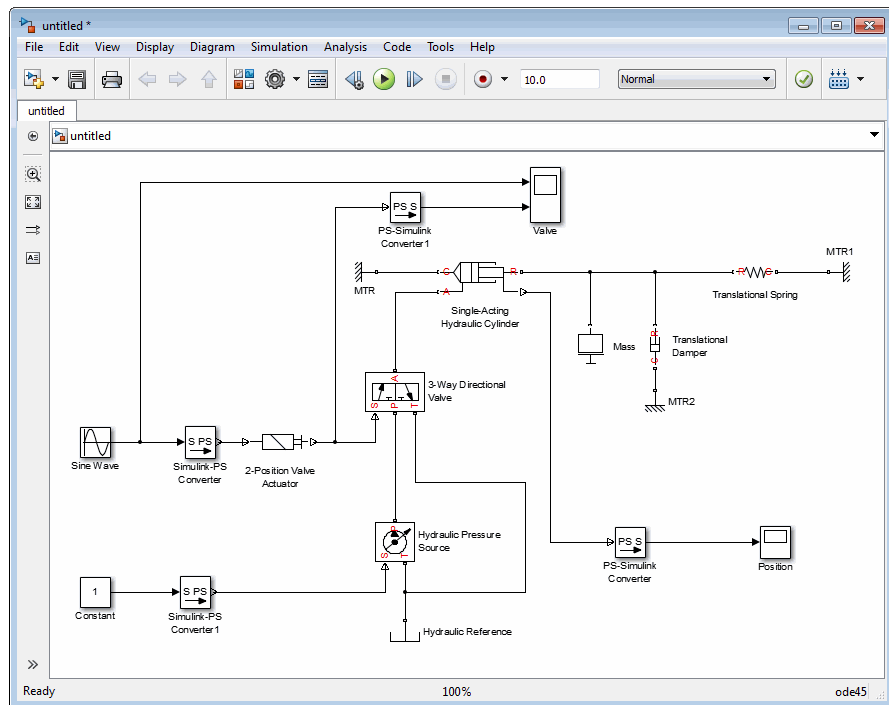 untitled *
File Edit View Display Diagram Simulation Analysis Code Tools Help
10.0 Normal
untitled
untitled
PS S
PS-Simulink
Converter1
Valve
MTR
C R
A
Single-Acting
Hydraulic Cylinder
R C
Translational Spring
MTR1
Mass
R
C
Translational
Damper
MTR2
A
S P T
3-Way Directional
Valve
Sine Wave
S PS
Simulink-PS
Converter
2-Position Valve
Actuator
P
S T
Hydraulic Pressure
Source
PS S
PS-Simulink
Converter
Position
1
Constant
S PS
Simulink-PS
Converter1
Hydraulic Reference
Ready 100% ode45